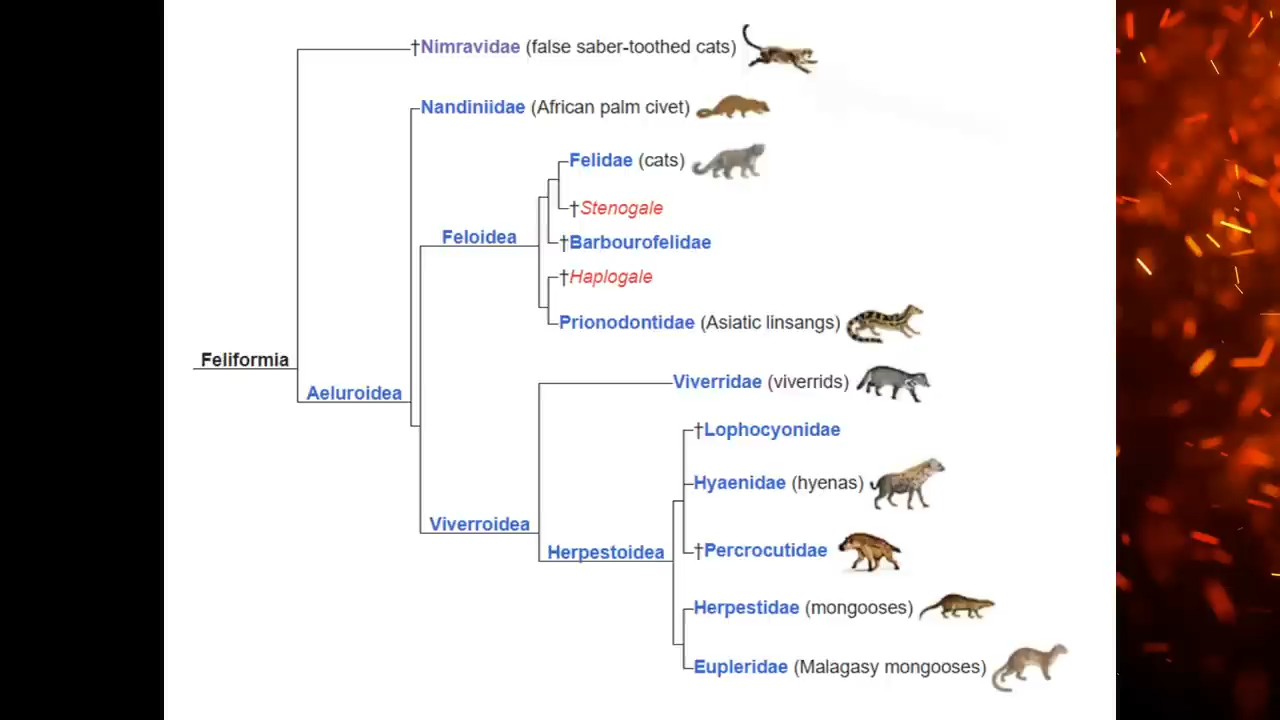 †Nimravidae (false saber-toothed cats)
Nandiniidae (African palm civet)
Felidae (cats)
†Stenogale
Feloidea
†Barbourofelidae
†Haplogale
Prionodontidae (Asiatic linsangs)
Feliformia
Aeluroidea
Viverridae (viverrids)
†Lophocyonidae
Hyaenidae (hyenas)
Viverroidea
Herpestoidea
†Percrocutidae
Herpestidae (mongooses)
Eupleridae (Malagasy mongooses)